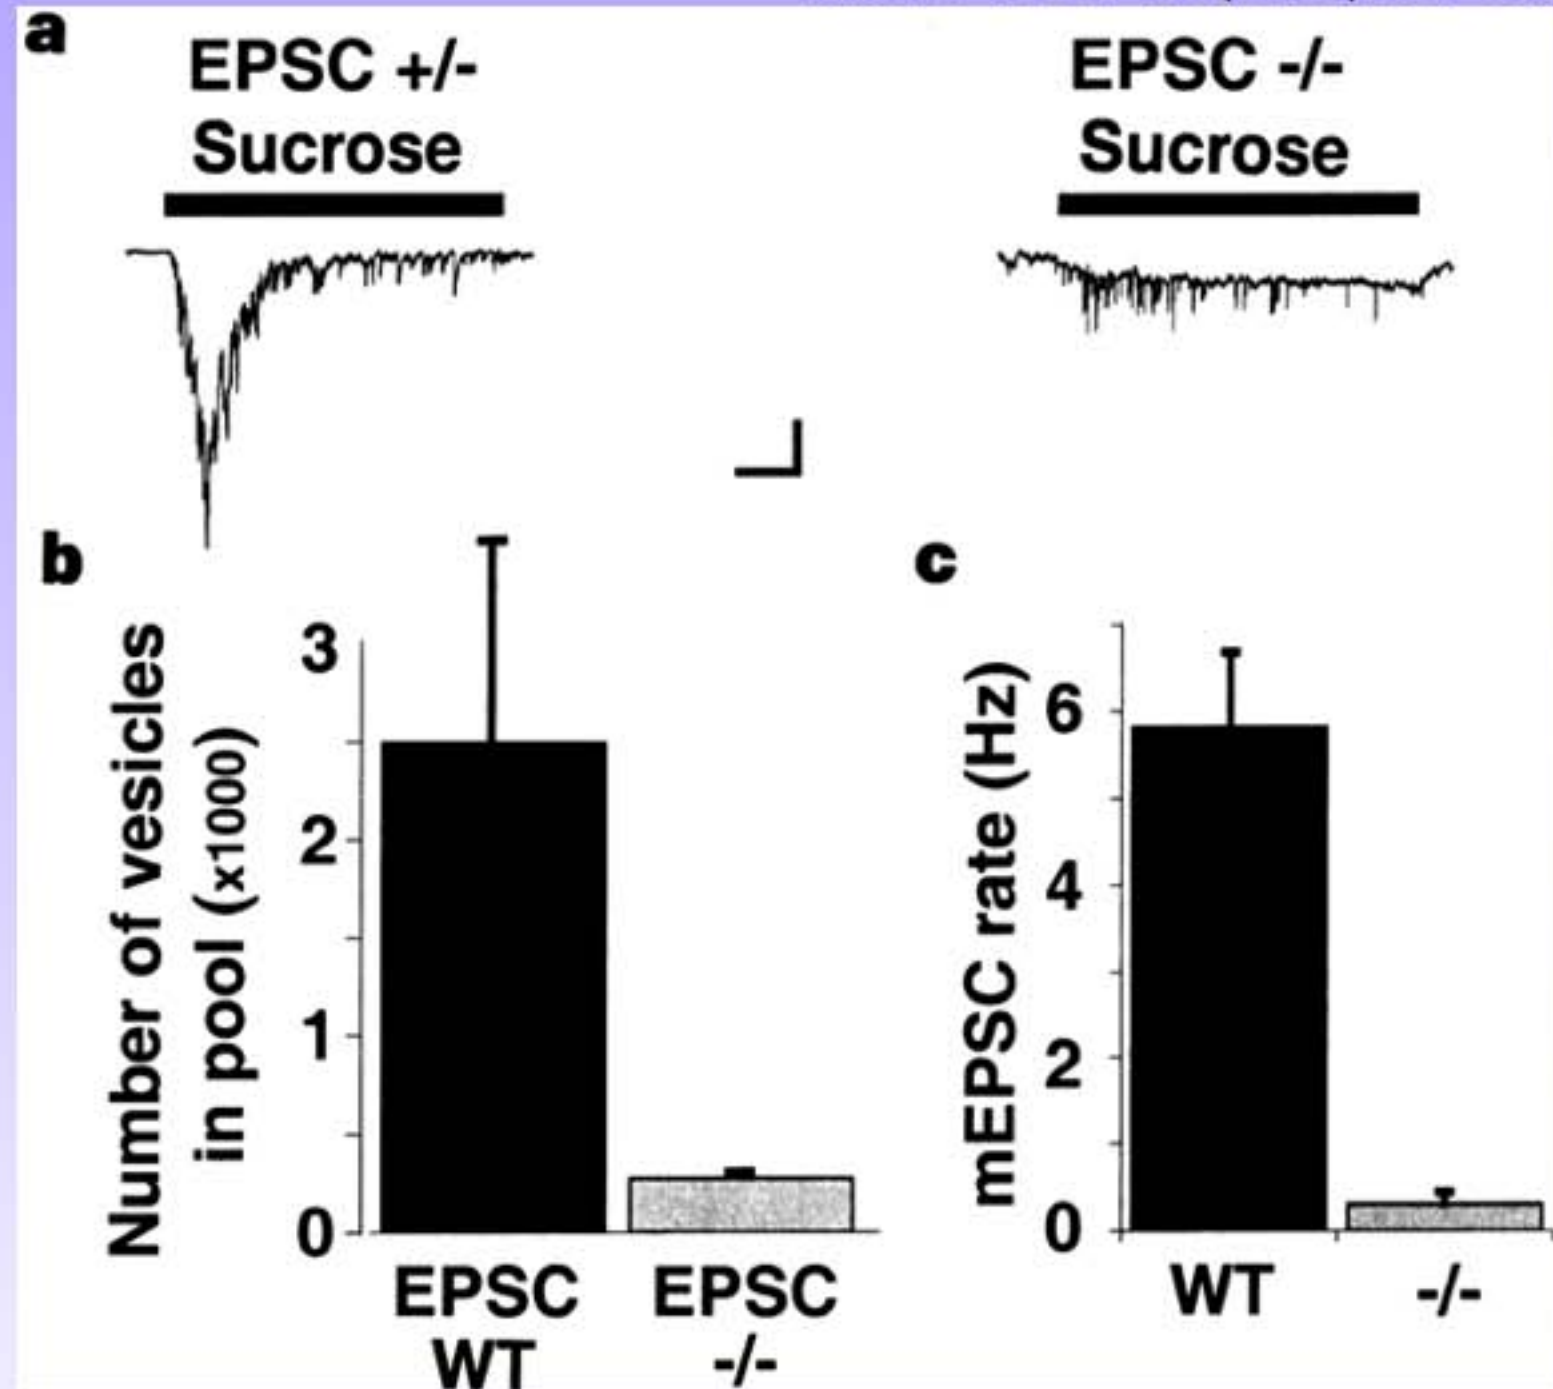 a
EPSC +/-
Sucrose
EPSC -/-
Sucrose
b
Number of vesicles
in pool (x1000)
3
2
1
0
EPSC
WT
EPSC
-/-
c
mEPSC rate (Hz)
6
4
2
0
WT
-/-